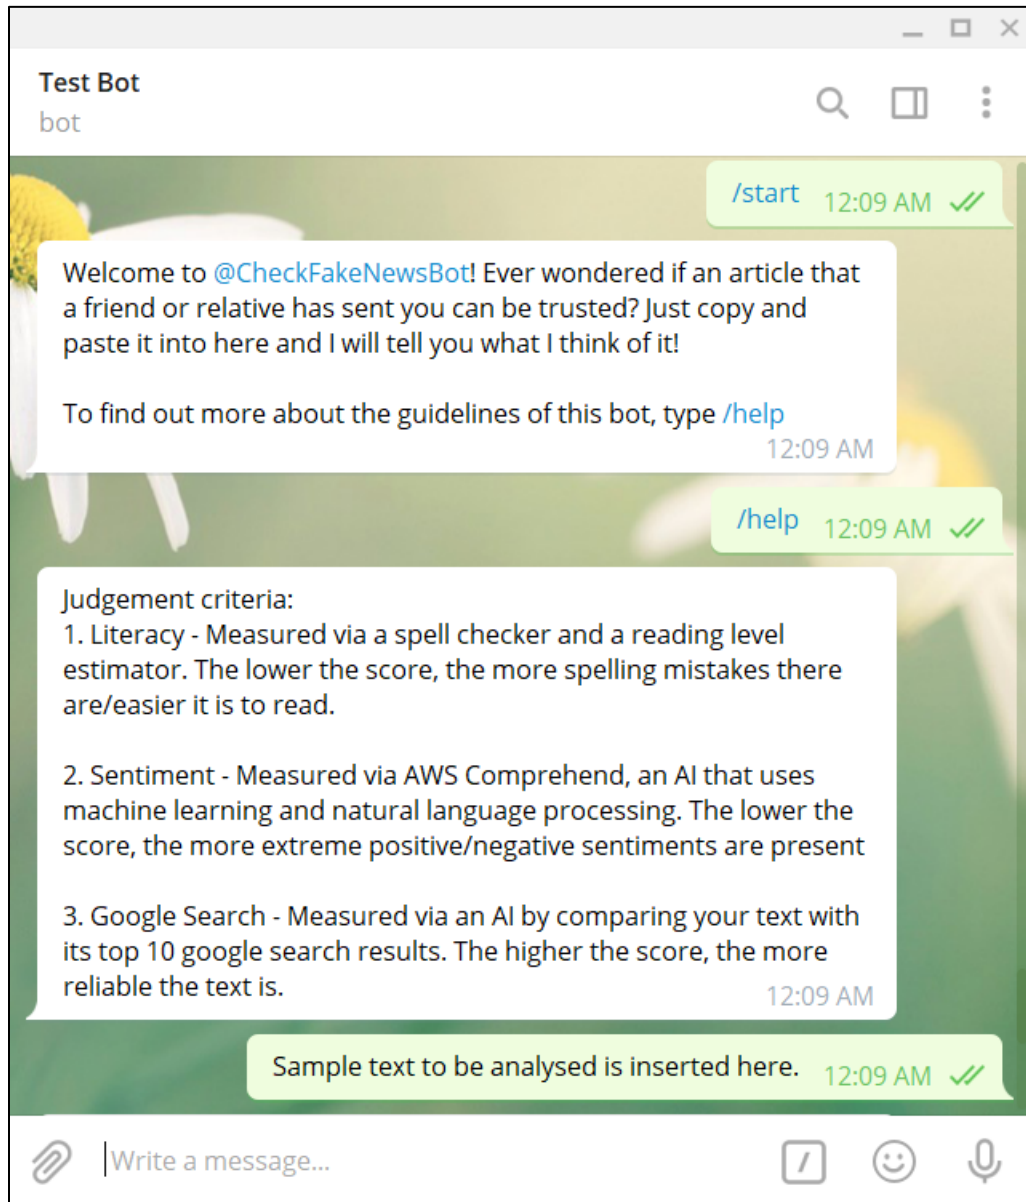 Test Bot
bot
/start 12:09 AM
Welcome to @CheckFakeNewsBot! Ever wondered if an article that
a friend or relative has sent you can be trusted? Just copy and
paste it into here and I will tell you what I think of it!
To find out more about the guidelines of this bot, type /help
12:09 AM
/help 12:09 AM
Judgement criteria:
1. Literacy - Measured via a spell checker and a reading level
estimator. The lower the score, the more spelling mistakes there
are/easier it is to read.
2. Sentiment - Measured via AWS Comprehend, an AI that uses
machine learning and natural language processing. The lower the
score, the more extreme positive/negative sentiments are present
3. Google Search - Measured via an AI by comparing your text with
its top 10 google search results. The higher the score, the more
reliable the text is.
12:09 AM
Sample text to be analysed is inserted here. 12:09 AM
Write a message...